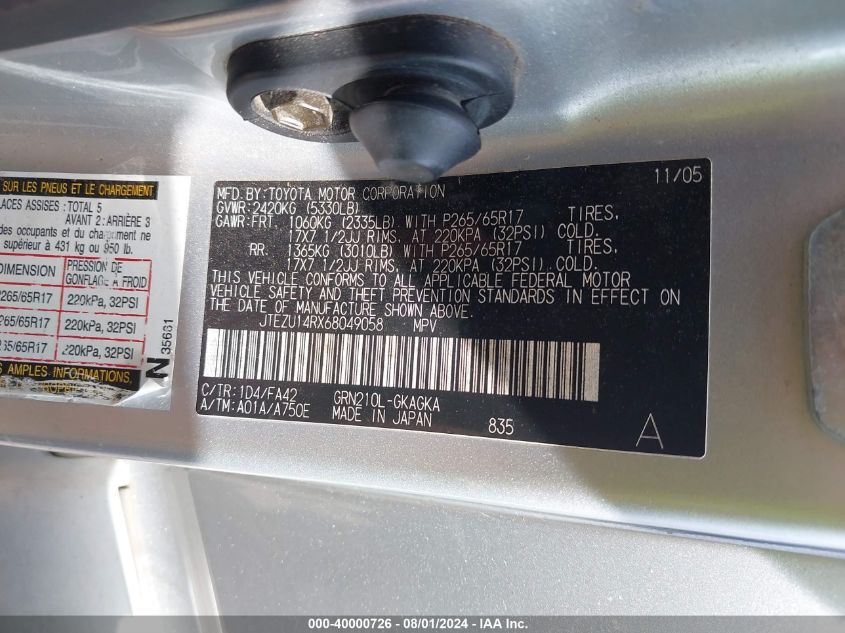 SUR LES PNEUS ET LE CHARGEMENT
PLACES ASSISES: TOTAL 5
AVANT 2: ARRIÈRE 3
des occupants et du chargement ne
supérieur à 431 kg ou 950 lb.
DIMENSION PRESSION DE GONFLAGE A FROID
P265/65R17 220kPa, 32PSI
265/65R17 220kPa, 32PSI
65/65R17 220kPa, 32PSI
AMPLES INFORMATIONS,
N 35661
11/05
MFD. BY: TOYOTA MOTOR CORPORATION
GVWR: 2420KG (5330LB)
GAWR: FRT. 1060KG (2335LB) WITH P265/65R17 TIRES,
17X7 1/2JJ RIMS, AT 220KPA (32PSI) COLD.
RR. 1365KG (3010LB) WITH P265/65R17 TIRES,
17X7 1/2JJ RIMS, AT 220KPA (32PSI) COLD.
THIS VEHICLE CONFORMS TO ALL APPLICABLE FEDERAL MOTOR
VEHICLE SAFETY AND THEFT PREVENTION STANDARDS IN EFFECT ON
THE DATE OF MANUFACTURE SHOWN ABOVE.
JTEZU14RX68049058 MPV
C/TR: 1D4/FA42 GRN210L-GKAGKA
A/TM: A01A/A750E MADE IN JAPAN 835
A
000-40000726 - 08/01/2024 - IAA Inc.